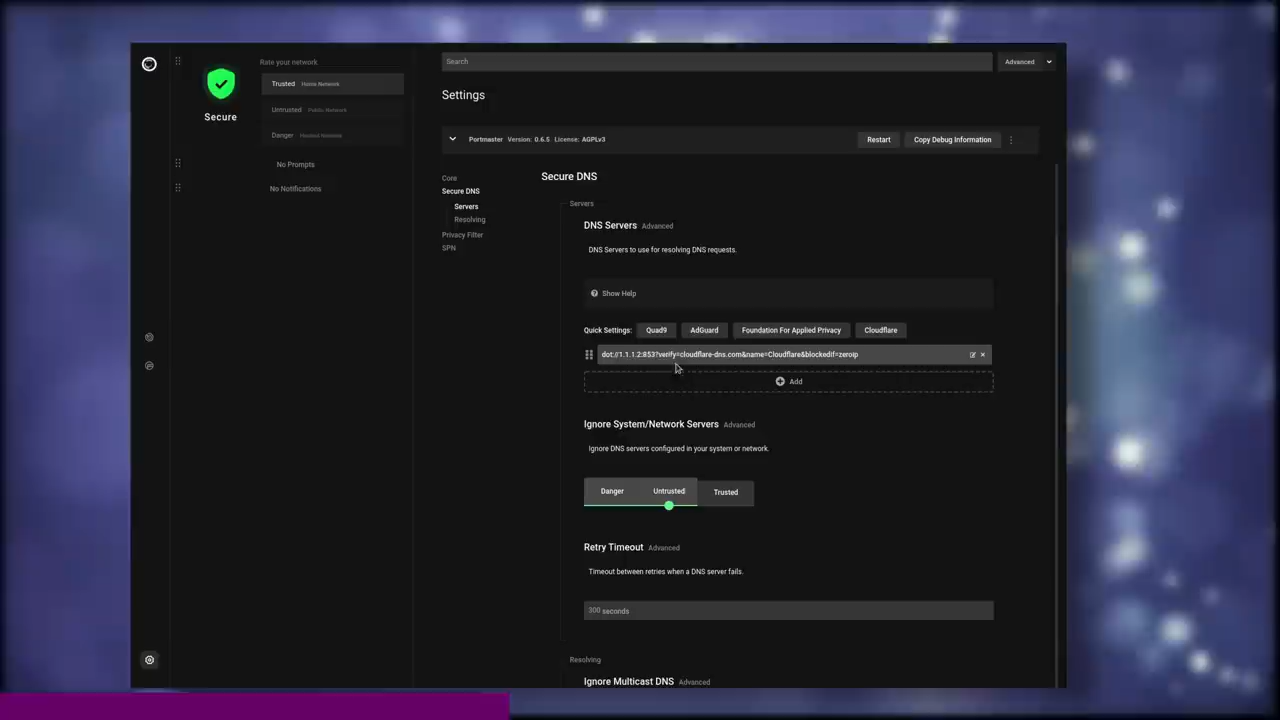 Rate your network
Trusted Home Network
Untrusted Public Network
Danger Hacked Network
Secure
No Prompts
No Notifications
Search
Advanced
Settings
Portmaster Version: 0.6.5 License: AGPLv3
Restart
Copy Debug Information
Core
Secure DNS
Servers
Resolving
Privacy Filter
SPN
Secure DNS
Servers
DNS Servers Advanced
DNS Servers to use for resolving DNS requests.
Show Help
Quick Settings: Quad9 AdGuard Foundation For Applied Privacy Cloudflare
dot://1.1.1.2:853?verify=cloudflare-dns.com&name=Cloudflare&blockedif=zeroip
Add
Ignore System/Network Servers Advanced
Ignore DNS servers configured in your system or network.
Danger Untrusted Trusted
Retry Timeout Advanced
Timeout between retries when a DNS server fails.
300 seconds
Resolving
Ignore Multicast DNS Advanced